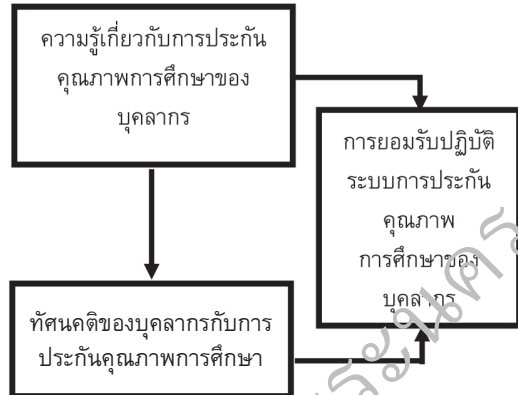 ความรู้เกี่ยวกับการประกัน
คุณภาพการศึกษาของ
บุคลากร
การยอมรับปฏิบัติ
ระบบการประกัน
คุณภาพ
การศึกษาของ
บุคลากร
ทัศนคติของบุคลากรกับการ
ประกันคุณภาพการศึกษา